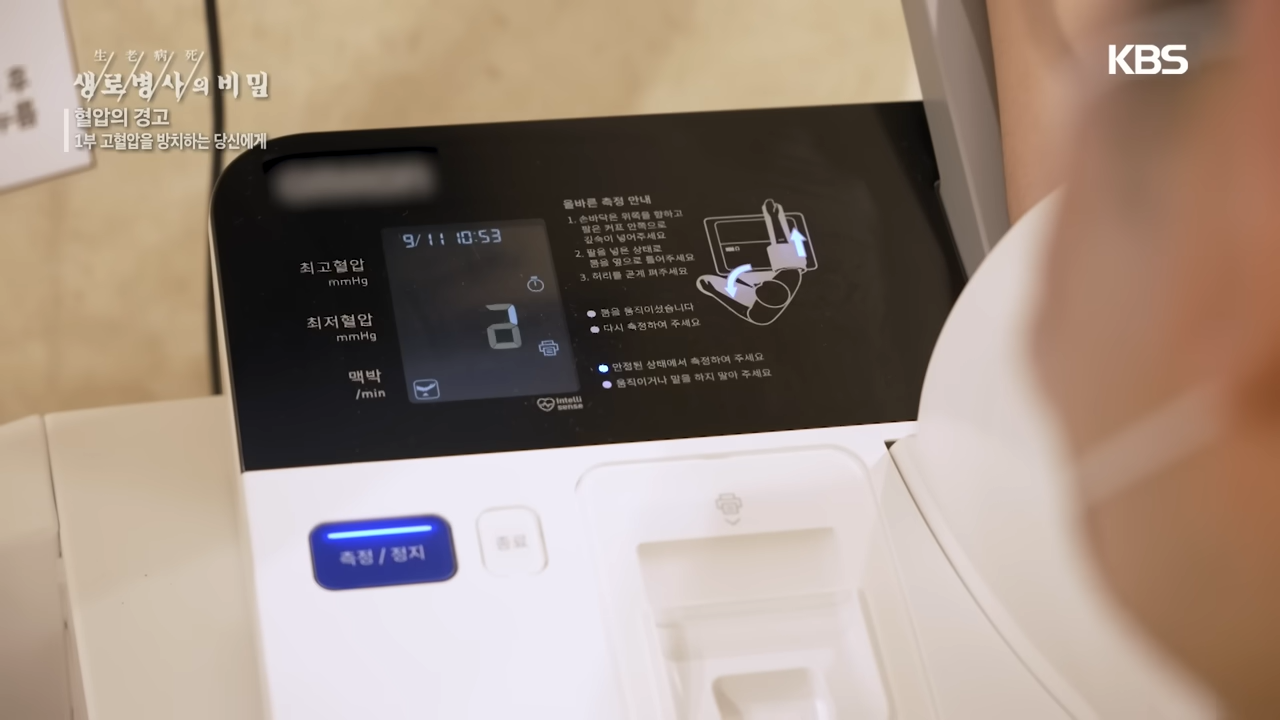 生老病死
생로병사의 비밀
혈압의 경고
1부 고혈압을 방치하는 당신에게
KBS
후
최고혈압
mmHg
최저혈압
mmHg
맥박
/min
9/11 10:53
올바른 측정 안내
1. 손바닥은 위쪽을 향하고
팔은 커프 안쪽으로
깊숙이 넣어주세요
2. 팔을 넣은 상태로
몸을 옆으로 틀어주세요
3. 허리를 곧게 펴주세요
몸을 움직이셨습니다
다시 측정하여 주세요
안정된 상태에서 측정하여 주세요
움직이거나 말을 하지 말아 주세요
Intelli
sense
측정 / 정지
종료